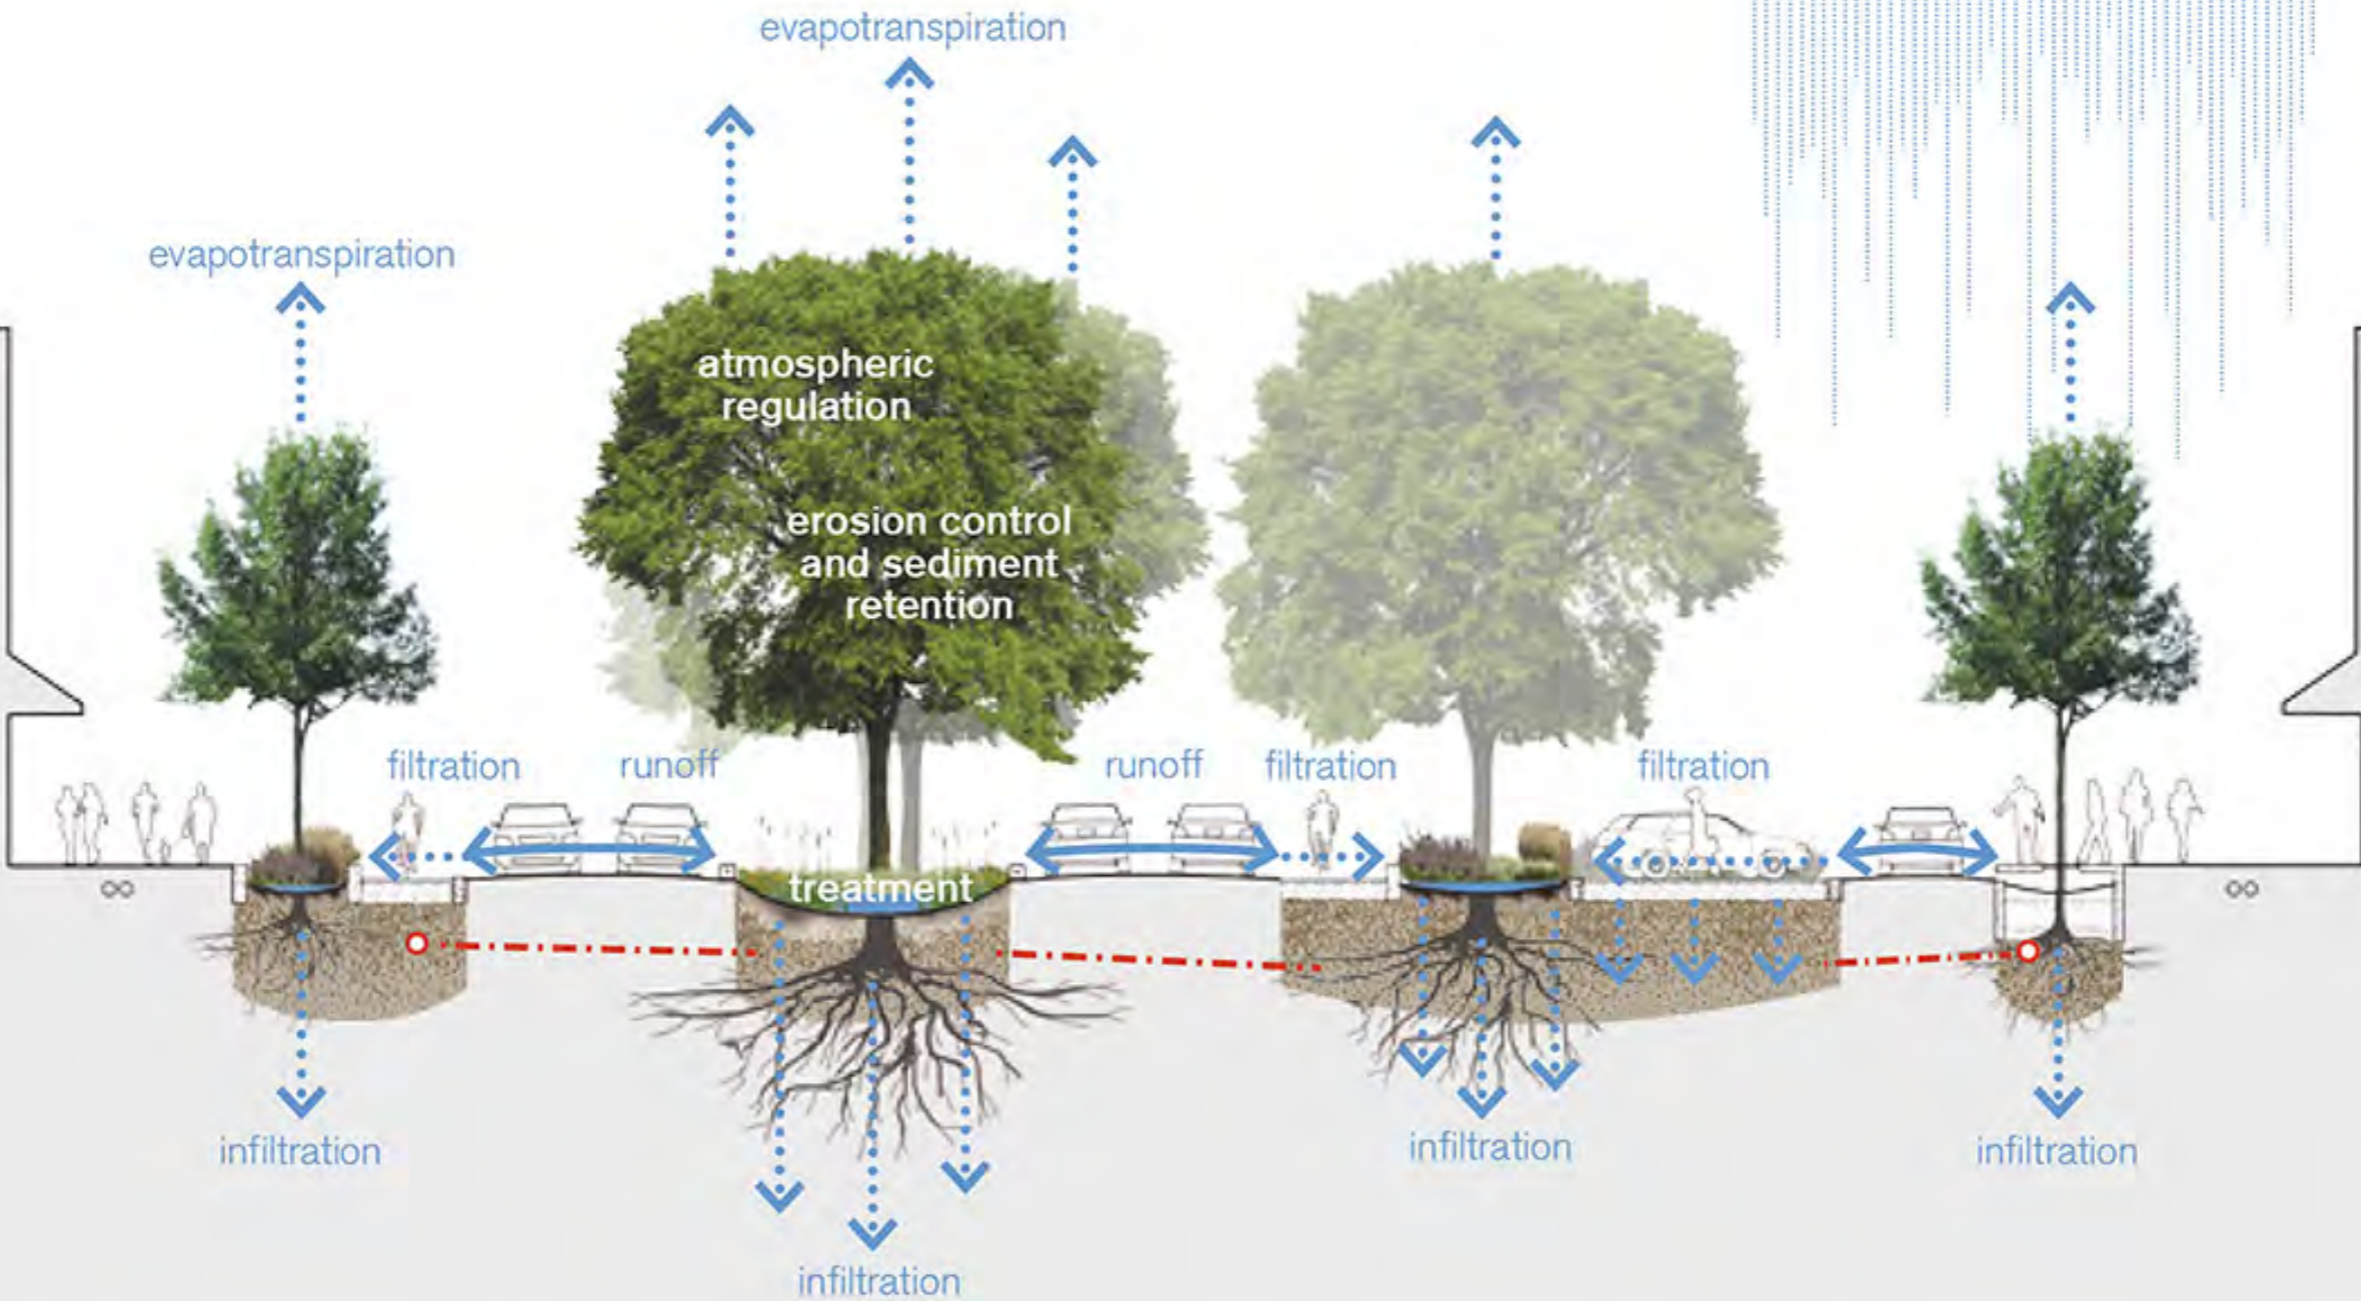 evapotranspiration
evapotranspiration
atmospheric
regulation
erosion control
and sediment
retention
filtration
runoff
runoff
filtration
filtration
treatment
infiltration
infiltration
infiltration
infiltration